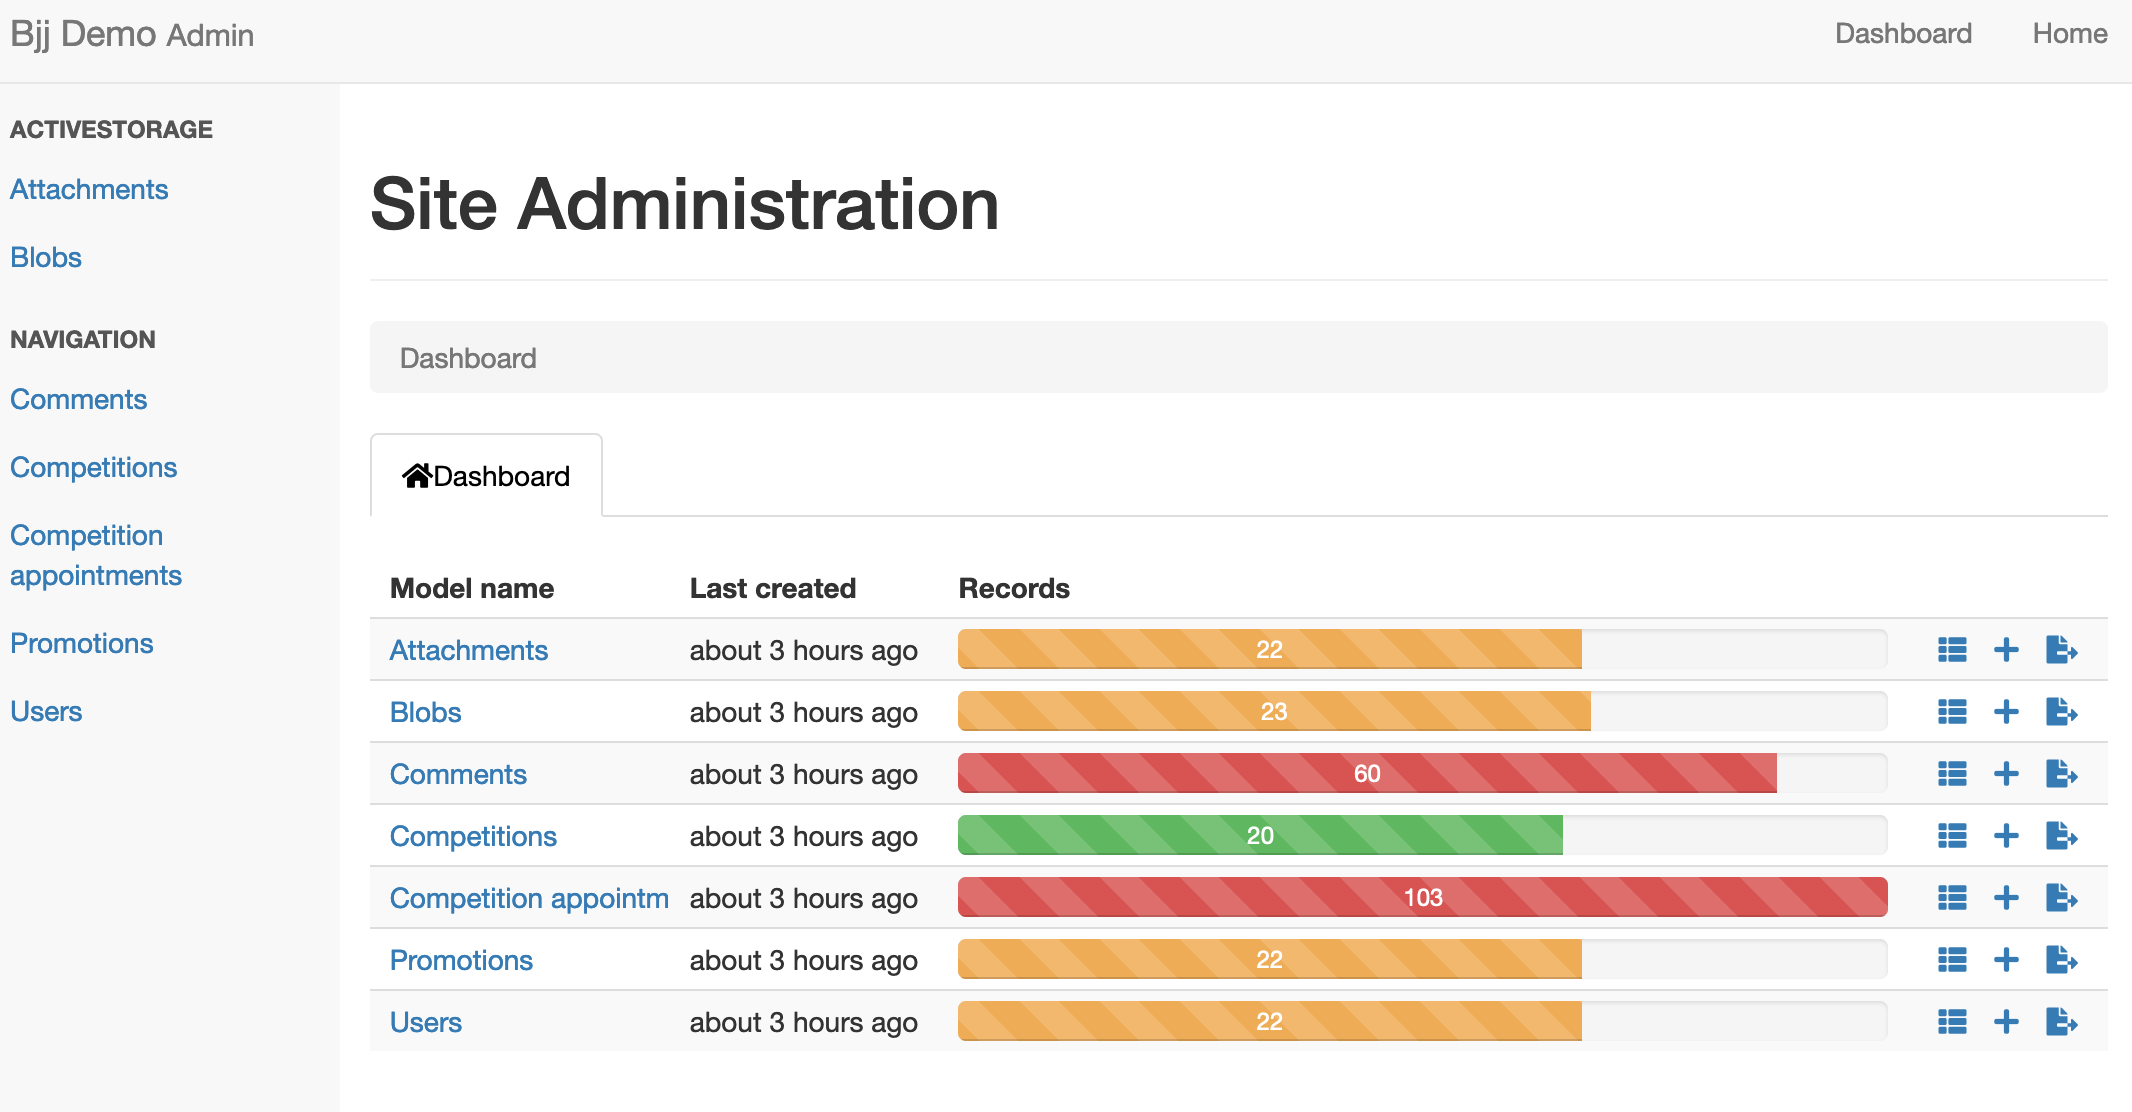 Bjj Demo Admin
Dashboard
Home
ACTIVESTORAGE
Attachments
Blobs
NAVIGATION
Comments
Competitions
Competition
appointments
Promotions
Users
Site Administration
Dashboard
Dashboard
Model name Last created Records
Attachments about 3 hours ago 22
Blobs about 3 hours ago 23
Comments about 3 hours ago 60
Competitions about 3 hours ago 20
Competition appointm about 3 hours ago 103
Promotions about 3 hours ago 22
Users about 3 hours ago 22